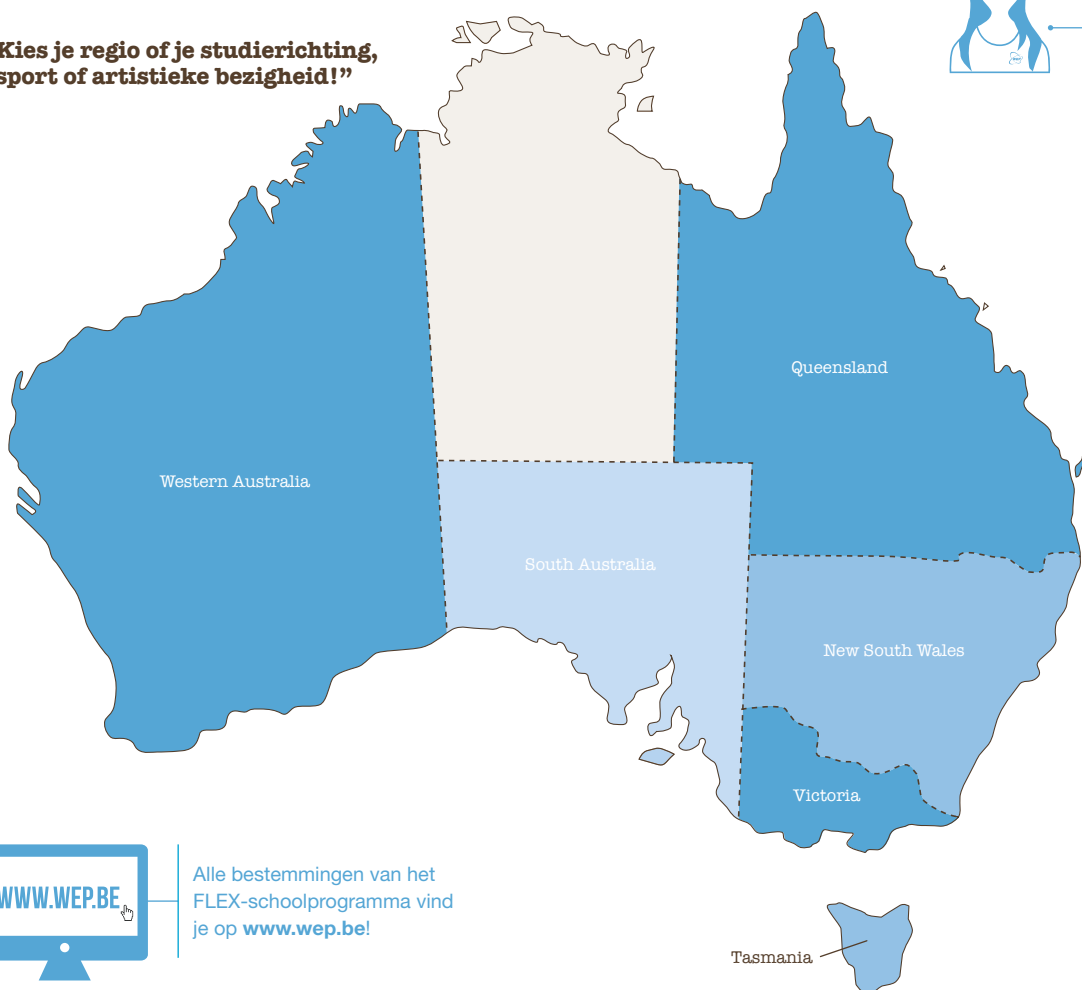 Kies je regio of je studierichting,
sport of artistieke bezigheid!”
Queensland
Western Australia
South Australia
New South Wales
Victoria
WWW.WEP.BE
Alle bestemmingen van het
FLEX-schoolprogramma vind
je op www.wep.be!
Tasmania